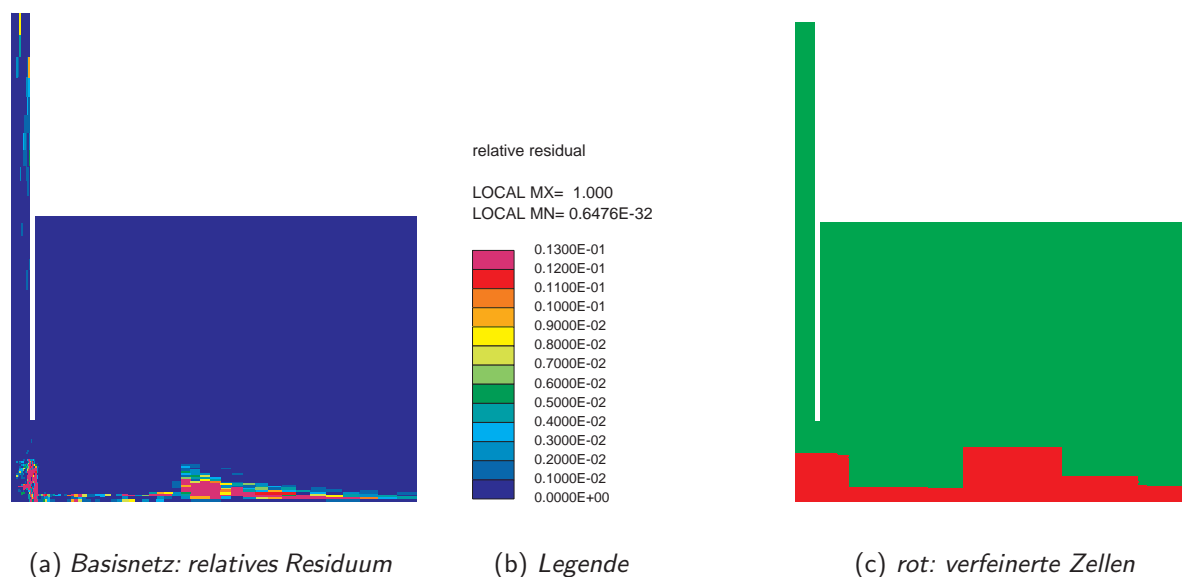 relative residual
LOCAL MX= 1.000
LOCAL MN= 0.6476E-32
0.1300E-01
0.1200E-01
0.1100E-01
0.1000E-01
0.9000E-02
0.8000E-02
0.7000E-02
0.6000E-02
0.5000E-02
0.4000E-02
0.3000E-02
0.2000E-02
0.1000E-02
0.0000E+00
(a) Basisnetz: relatives Residuum
(b) Legende
(c) rot: verfeinerte Zellen